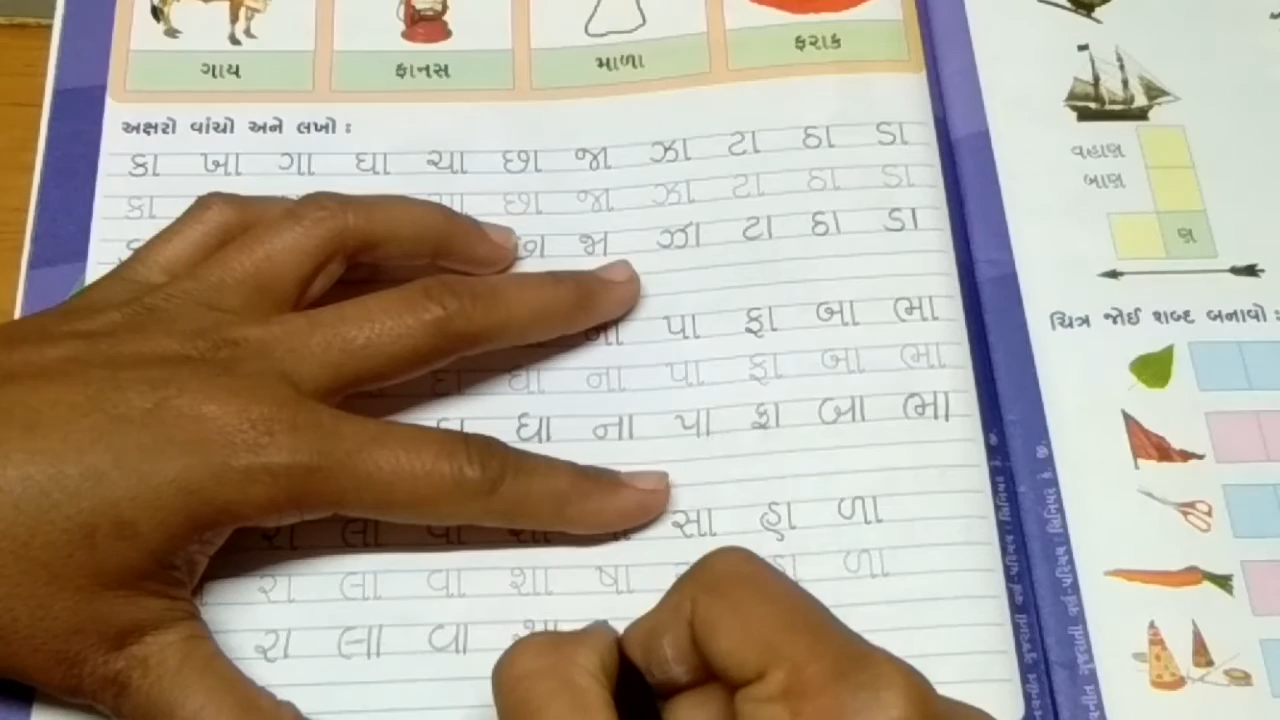 ગાય ફાનસ માળા ફરાક
અક્ષરો વાંચો અને લખો :
કા ખા ગા ઘા ચા છા જા ઝા ટા ઠા ડા
કા ચા છા જા ઝા ટા ઠા ડા
છા જા ઝા ટા ઠા ડા
ના પા ફા બા ભા
ધા ના પા ફા બા ભા
ધા ના પા ફા બા ભા
રા લા વા શા સા હા ળા
રા લા વા શા ષા ળા
રા લા વા શા
વહાણ
બાણ
ણ
ચિત્ર જોઈ શબ્દ બનાવો :